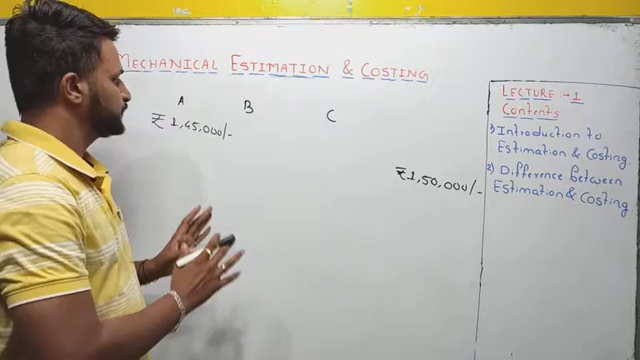 MECHANICAL ESTIMATION & COSTING
A B C
₹ 1,45,000/-
₹1,50,000/-
LECTURE :- 1
Contents
1) Introduction to
Estimation & Costing
2) Difference between
Estimation & Costing